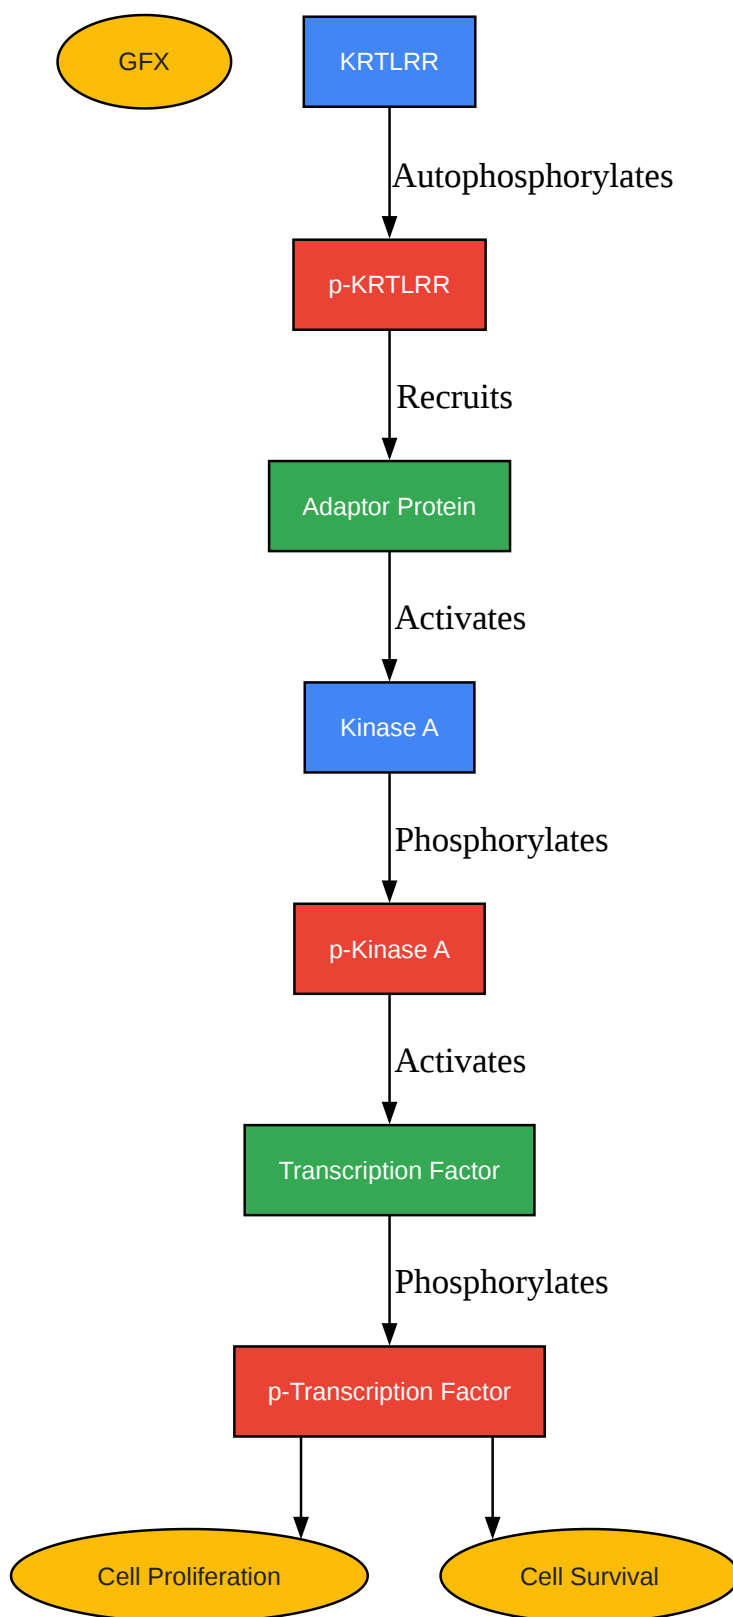 GFX
KRTLRR
Autophosphorylates
p-KRTLRR
Recruits
Adaptor Protein
Activates
Kinase A
Phosphorylates
p-Kinase A
Activates
Transcription Factor
Phosphorylates
p-Transcription Factor
Cell Proliferation
Cell Survival